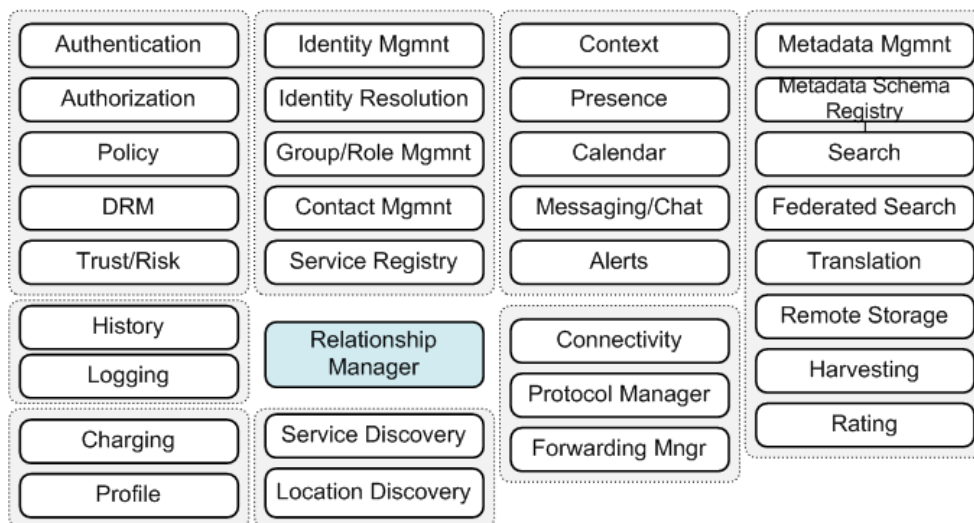 Authentication
Authorization
Policy
DRM
Trust/Risk
History
Logging
Charging
Profile
Identity Mgmnt
Identity Resolution
Group/Role Mgmnt
Contact Mgmnt
Service Registry
Relationship
Manager
Service Discovery
Location Discovery
Context
Presence
Calendar
Messaging/Chat
Alerts
Connectivity
Protocol Manager
Forwarding Mngr
Metadata Mgmnt
Metadata Schema
Registry
Search
Federated Search
Translation
Remote Storage
Harvesting
Rating